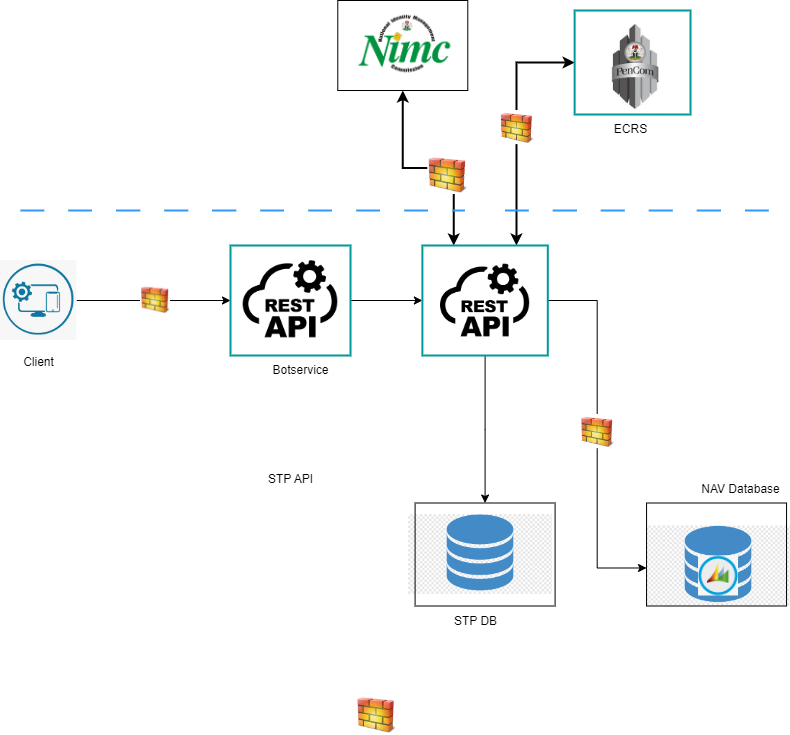 National Identity Management
Nimc
Commission
PenCom
ECRS
REST
API
REST
API
Client
Botservice
STP API
NAV Database
STP DB